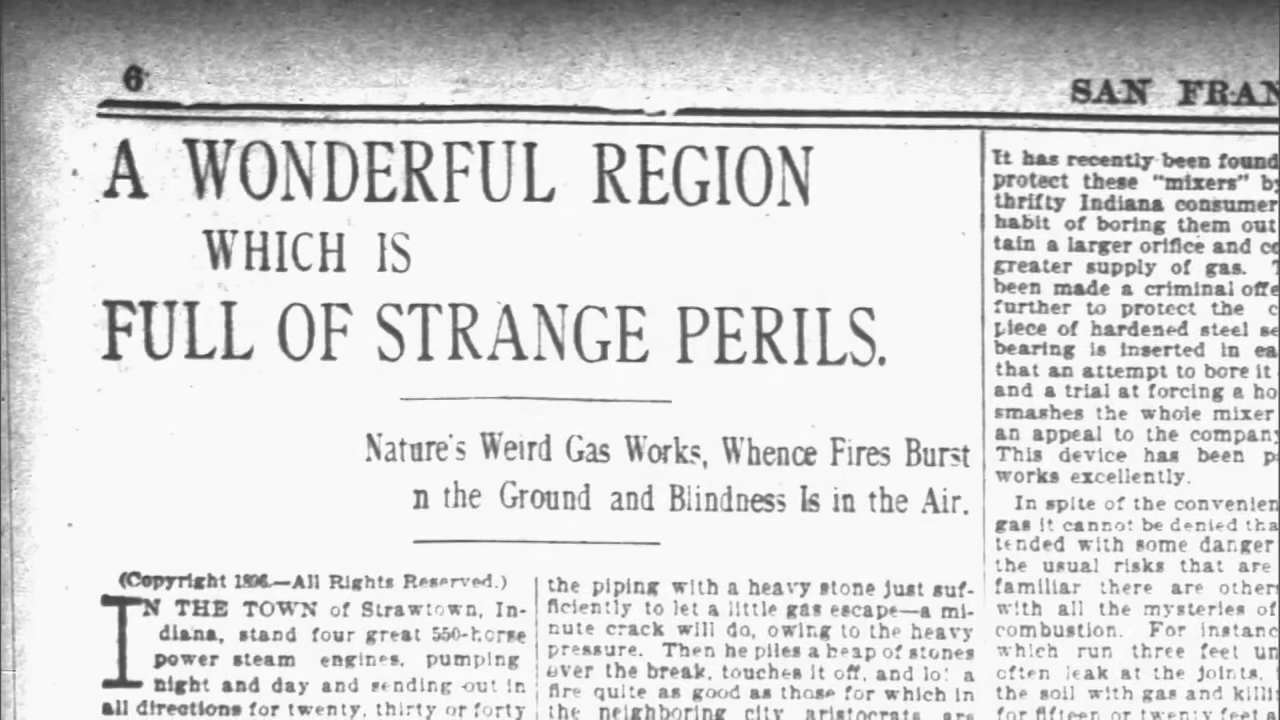 6
SAN FRAN
A WONDERFUL REGION
WHICH IS
FULL OF STRANGE PERILS.
Nature's Weird Gas Works, Whence Fires Burst
n the Ground and Blindness Is in the Air.
(Copyright 1896.—All Rights Reserved.)
IN THE TOWN of Strawtown, In-
diana, stand four great 550-horse
power steam engines, pumping
night and day and sending out in
all directions for twenty, thirty or forty
the piping with a heavy stone just suf-
ficiently to let a little gas escape—a mi-
nute crack will do, owing to the heavy
pressure. Then he piles a heap of stones
over the break, touches it off, and lo! a
fire quite as good as those for which in
the neighboring city aristocrats are
It has recently been found
protect these "mixers" b
thrifty Indiana consumer
habit of boring them out
tain a larger orifice and
greater supply of gas.
been made a criminal offe
further to protect the c
piece of hardened steel se
bearing is inserted in ea
that an attempt to bore it
and a trial at forcing a ho
smashes the whole mixer
an appeal to the company
This device has been p
works excellently.
In spite of the convenien
gas it cannot be denied tha
tended with some danger
the usual risks that are
familiar there are other
with all the mysteries of
combustion. For instanc
which run three feet un
often leak at the joints,
the soil with gas and killi
for fifteen or twenty feet a